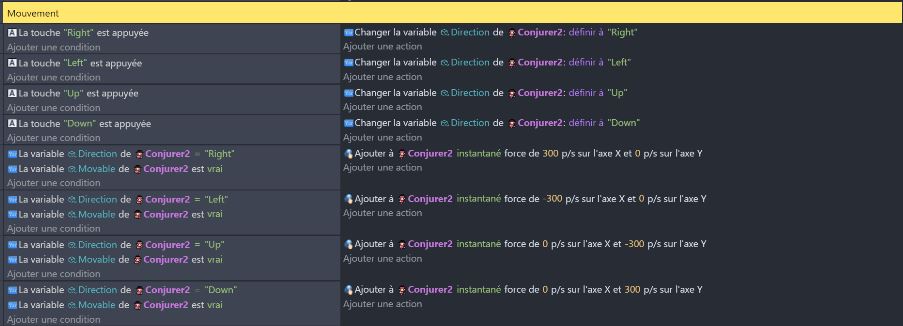 Mouvement
La touche "Right" est appuyée
Changer la variable Direction de Conjurer2: définir à "Right"
Ajouter une condition
Ajouter une action
La touche "Left" est appuyée
Changer la variable Direction de Conjurer2: définir à "Left"
Ajouter une condition
Ajouter une action
La touche "Up" est appuyée
Changer la variable Direction de Conjurer2: définir à "Up"
Ajouter une condition
Ajouter une action
La touche "Down" est appuyée
Changer la variable Direction de Conjurer2: définir à "Down"
Ajouter une condition
Ajouter une action
La variable Direction de Conjurer2 = "Right"
Ajouter à Conjurer2 instantané force de 300 p/s sur l'axe X et 0 p/s sur l'axe Y
La variable Movable de Conjurer2 est vrai
Ajouter une action
Ajouter une condition
La variable Direction de Conjurer2 = "Left"
Ajouter à Conjurer2 instantané force de -300 p/s sur l'axe X et 0 p/s sur l'axe Y
La variable Movable de Conjurer2 est vrai
Ajouter une action
Ajouter une condition
La variable Direction de Conjurer2 = "Up"
Ajouter à Conjurer2 instantané force de 0 p/s sur l'axe X et -300 p/s sur l'axe Y
La variable Movable de Conjurer2 est vrai
Ajouter une action
Ajouter une condition
La variable Direction de Conjurer2 = "Down"
Ajouter à Conjurer2 instantané force de 0 p/s sur l'axe X et 300 p/s sur l'axe Y
La variable Movable de Conjurer2 est vrai
Ajouter une action
Ajouter une condition